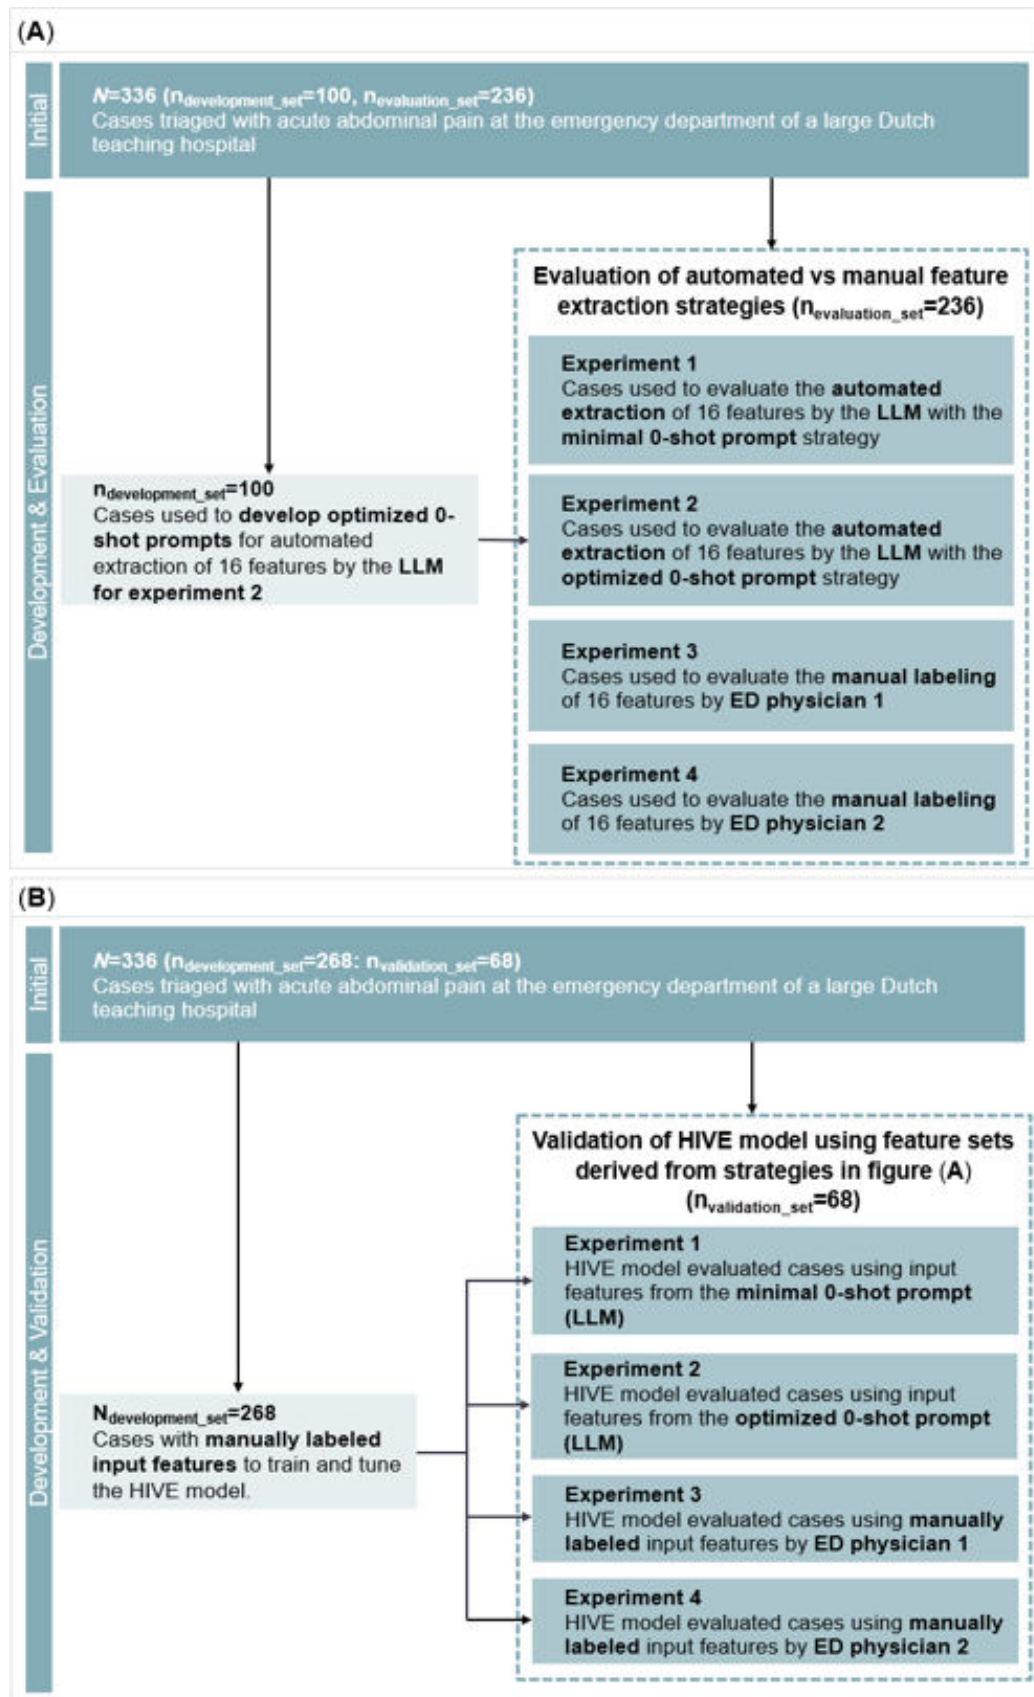 (A)
Initial
N=336 (ndevelopment_set=100, nevaluation_set=236)
Cases triaged with acute abdominal pain at the emergency department of a large Dutch
teaching hospital
Development & Evaluation
ndevelopment_set=100
Cases used to develop optimized 0-
shot prompts for automated
extraction of 16 features by the LLM
for experiment 2
Evaluation of automated vs manual feature
extraction strategies (nevaluation_set=236)
Experiment 1
Cases used to evaluate the automated
extraction of 16 features by the LLM with the
minimal 0-shot prompt strategy
Experiment 2
Cases used to evaluate the automated
extraction of 16 features by the LLM with the
optimized 0-shot prompt strategy
Experiment 3
Cases used to evaluate the manual labeling
of 16 features by ED physician 1
Experiment 4
Cases used to evaluate the manual labeling
of 16 features by ED physician 2
(B)
Initial
N=336 (ndevelopment_set=268: nvalidation_set=68)
Cases triaged with acute abdominal pain at the emergency department of a large Dutch
teaching hospital
Development & Validation
Ndevelopment_set=268
Cases with manually labeled
input features to train and tune
the HIVE model.
Validation of HIVE model using feature sets
derived from strategies in figure (A)
(nvalidation_set=68)
Experiment 1
HIVE model evaluated cases using input
features from the minimal 0-shot prompt
(LLM)
Experiment 2
HIVE model evaluated cases using input
features from the optimized 0-shot prompt
(LLM)
Experiment 3
HIVE model evaluated cases using manually
labeled input features by ED physician 1
Experiment 4
HIVE model evaluated cases using manually
labeled input features by ED physician 2